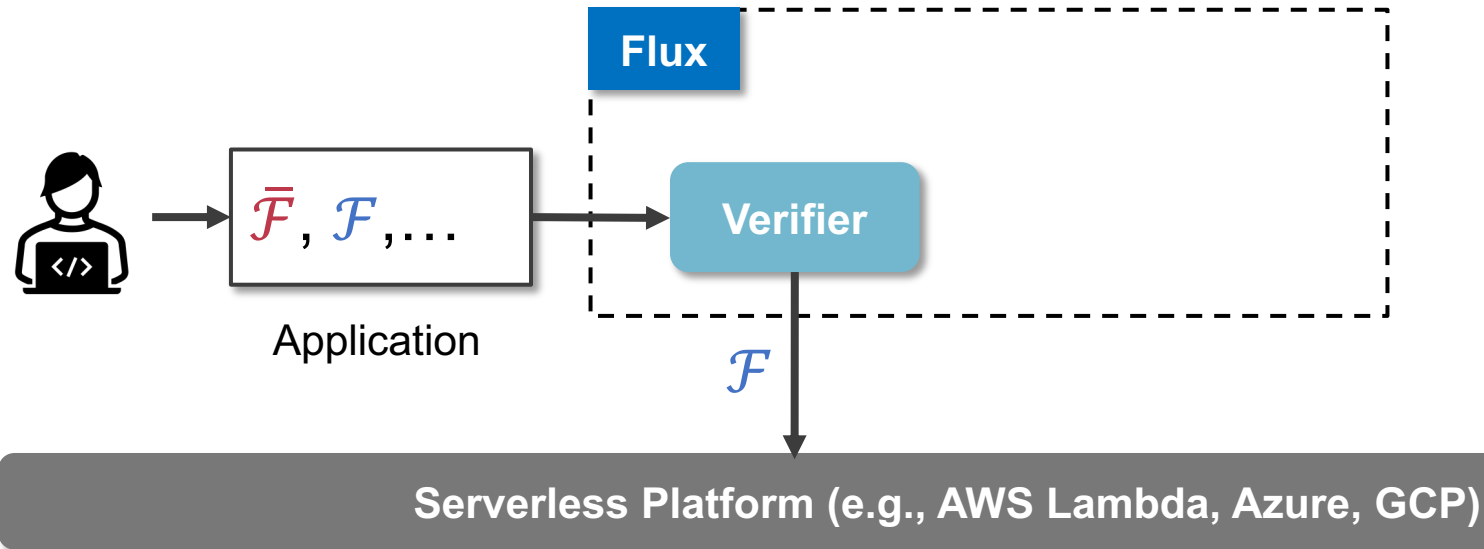 Flux
</>
ℱ̄, ℱ,...
Verifier
Application
ℱ
Serverless Platform (e.g., AWS Lambda, Azure, GCP)